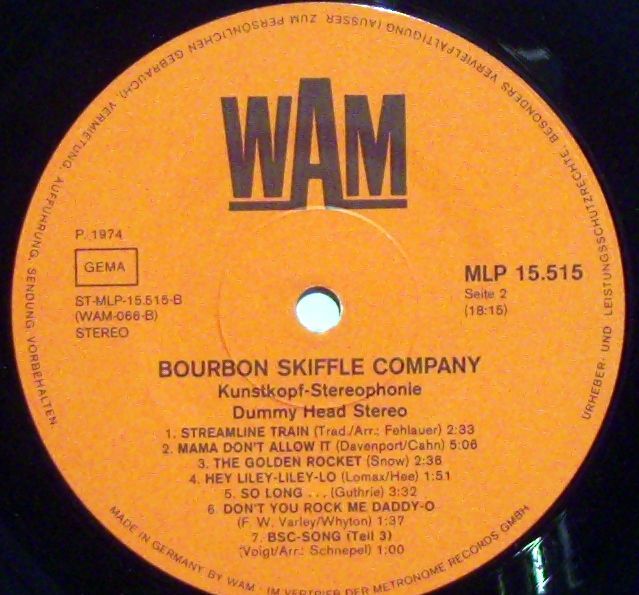 URHEBER- UND LEISTUNGSSCHUTZRECHTE, BESONDERS VERVIELFÄLTIGUNG (AUSSER ZUM PERSÖNLICHEN GEBRAUCH), VERMIETUNG, AUFFÜHRUNG, SENDUNG VORBEHALTEN
WAM
P. 1974
GEMA
ST-MLP-15.515-B
(WAM-066-B)
STEREO
MLP 15.515
Seite 2
(18:15)
BOURBON SKIFFLE COMPANY
Kunstkopf-Stereophonie
Dummy Head Stereo
1. STREAMLINE TRAIN (Trad./Arr.: Fehlauer) 2:33
2. MAMA DON'T ALLOW IT (Davenport/Cahn) 5:06
3. THE GOLDEN ROCKET (Snow) 2:36
4. HEY LILEY-LILEY-LO (Lomax/Hee) 1:51
5. SO LONG ... (Guthrie) 3:32
6. DON'T YOU ROCK ME DADDY-O
(F. W. Varley/Whyton) 1:37
7. BSC-SONG (Teil 3)
(Voigt/Arr.: Schnepel) 1:00
MADE IN GERMANY BY WAM - IM VERTRIEB DER METRONOME RECORDS GMBH